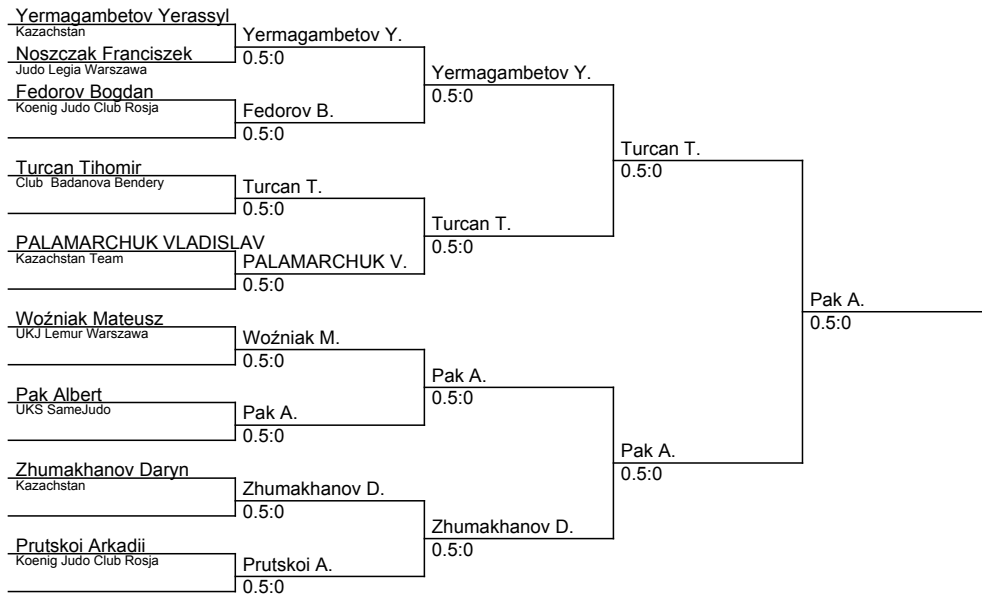 Yermagambetov Yerassyl
Kazachstan
Noszczak Franciszek
Judo Legia Warszawa
Fedorov Bogdan
Koenig Judo Club Rosja
Turcan Tihomir
Club  Badanova Bendery
PALAMARCHUK VLADISLAV
Kazachstan Team
Woźniak Mateusz
UKJ Lemur Warszawa
Pak Albert
UKS SameJudo
Zhumakhanov Daryn
Kazachstan
Prutskoi Arkadii
Koenig Judo Club Rosja
Yermagambetov Y.
0.5:0
Fedorov B.
0.5:0
Turcan T.
0.5:0
PALAMARCHUK V.
0.5:0
Woźniak M.
0.5:0
Pak A.
0.5:0
Zhumakhanov D.
0.5:0
Prutskoi A.
0.5:0
Yermagambetov Y.
0.5:0
Turcan T.
0.5:0
Pak A.
0.5:0
Zhumakhanov D.
0.5:0
Turcan T.
0.5:0
Pak A.
0.5:0
Pak A.
0.5:0